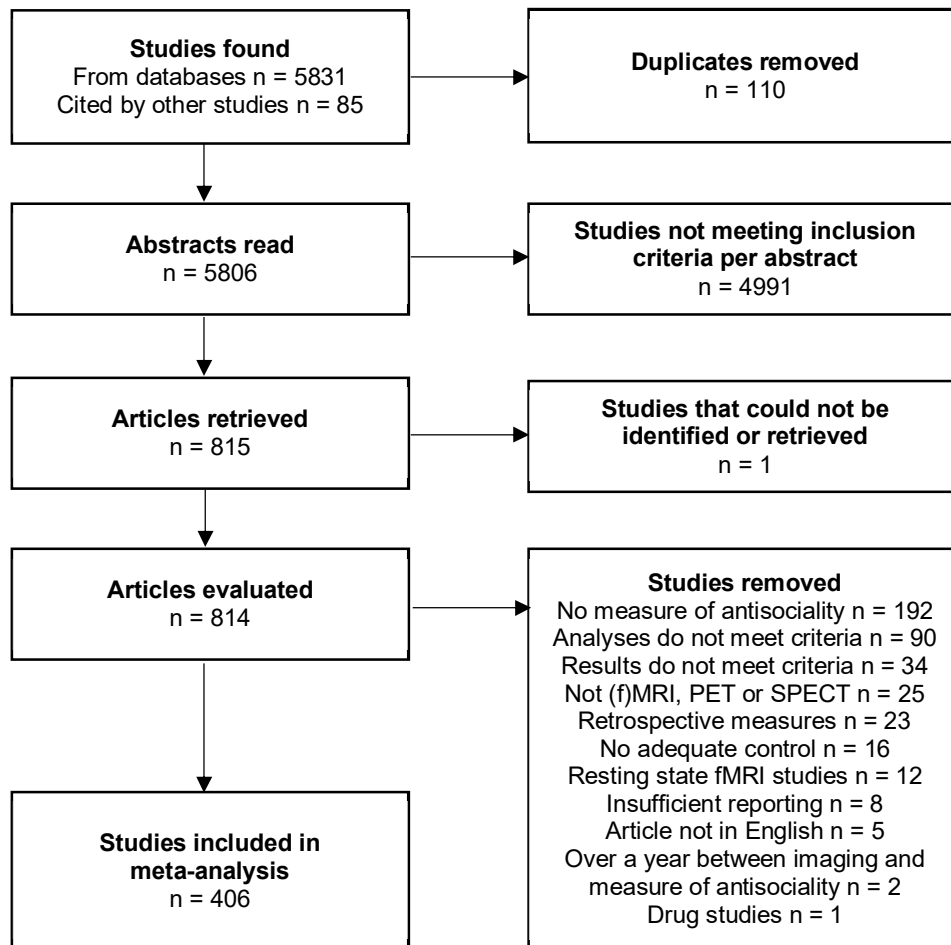 Studies found
From databases n = 5831
Cited by other studies n = 85
Duplicates removed
n = 110
Abstracts read
n = 5806
Studies not meeting inclusion
criteria per abstract
n = 4991
Articles retrieved
n = 815
Studies that could not be
identified or retrieved
n = 1
Articles evaluated
n = 814
Studies removed
No measure of antisociality n = 192
Analyses do not meet criteria n = 90
Results do not meet criteria n = 34
Not (f)MRI, PET or SPECT n = 25
Retrospective measures n = 23
No adequate control n = 16
Resting state fMRI studies n = 12
Insufficient reporting n = 8
Article not in English n = 5
Over a year between imaging and
measure of antisociality n = 2
Drug studies n = 1
Studies included in
meta-analysis
n = 406